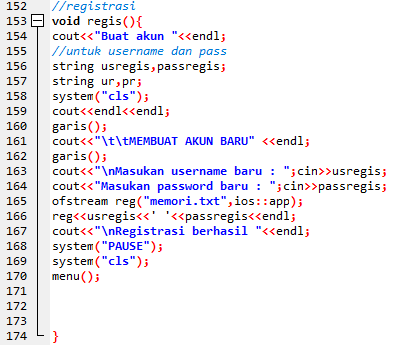 152 //registrasi
153 void regis(){
154 cout<<"Buat akun "<<endl;
155 //untuk username dan pass
156 string usregis,passregis;
157 string ur,pr;
158 system("cls");
159 cout<<endl<<endl;
160 garis();
161 cout<<"\t\tMEMBUAT AKUN BARU" <<endl;
162 garis();
163 cout<<"\nMasukan username baru : ";cin>>usregis;
164 cout<<"Masukan password baru : ";cin>>passregis;
165 ofstream reg("memori.txt",ios::app);
166 reg<<usregis<<' '<<passregis<<endl;
167 cout<<"\nRegistrasi berhasil "<<endl;
168 system("PAUSE");
169 system("cls");
170 menu();
171
172
173
174 }